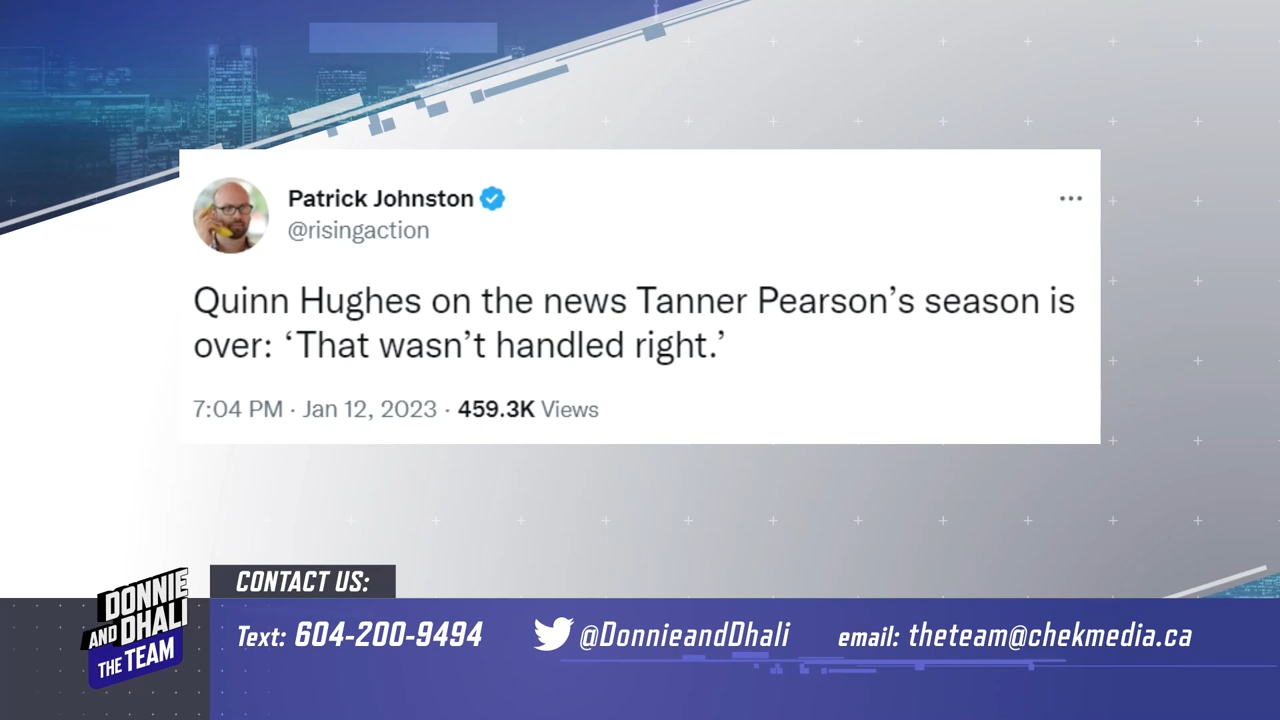 Patrick Johnston
@risingaction
Quinn Hughes on the news Tanner Pearson’s season is
over: ‘That wasn’t handled right.’
7:04 PM · Jan 12, 2023 · 459.3K Views
CONTACT US:
DONNIE
AND DHALI
THE TEAM
Text: 604-200-9494
@DonnieandDhali
email: theteam@chekmedia.ca